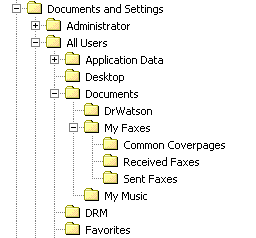 Documents and Settings
Administrator
All Users
Application Data
Desktop
Documents
DrWatson
My Faxes
Common Coverpages
Received Faxes
Sent Faxes
My Music
DRM
Favorites